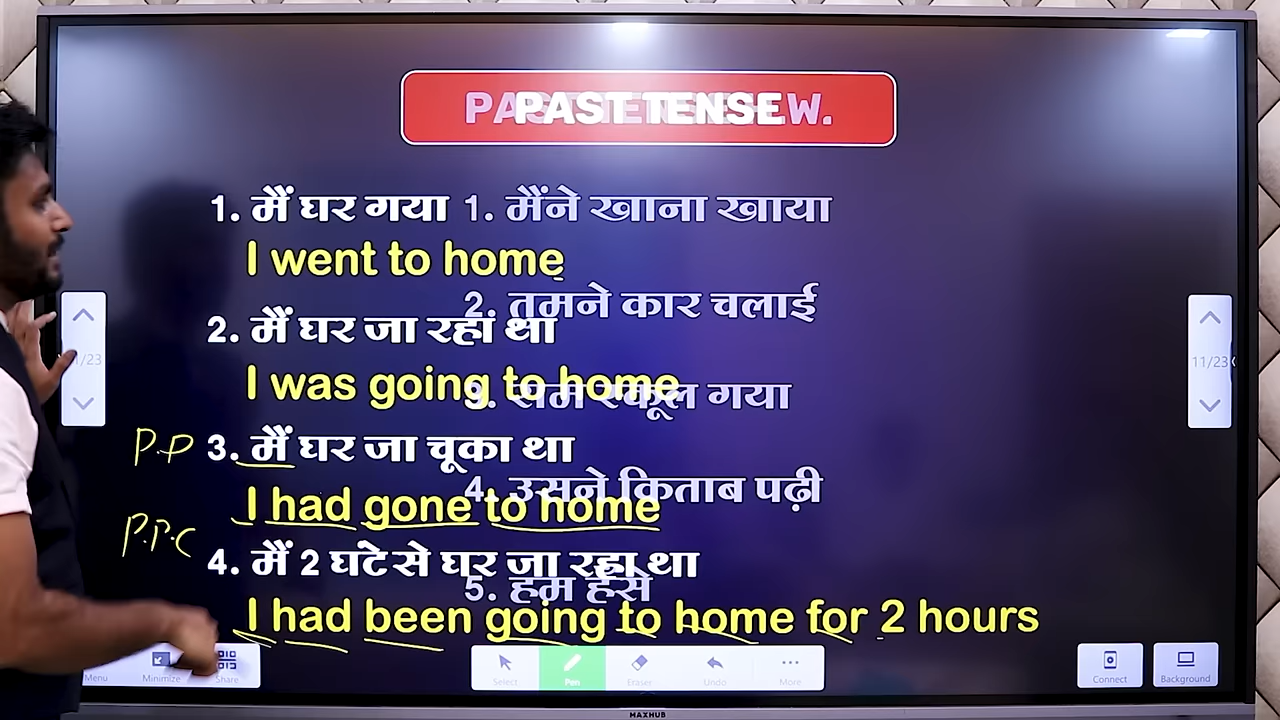 PAST TENSE
1. मैं घर गया
1. मैंने खाना खाया
I went to home
2. तुमने कार चलाई
2. मैं घर जा रहा था
I was going to home
3. राम स्कूल गया
P.P 3. मैं घर जा चूका था
4. उसने किताब पढ़ी
I had gone to home
P.P.C
4. मैं 2 घंटे से घर जा रहा था
5. हम हँसे
I had been going to home for 2 hours
11/23
Menu
Minimize
Share
Select
Pen
Eraser
Undo
More
Connect
Background
MAXHUB